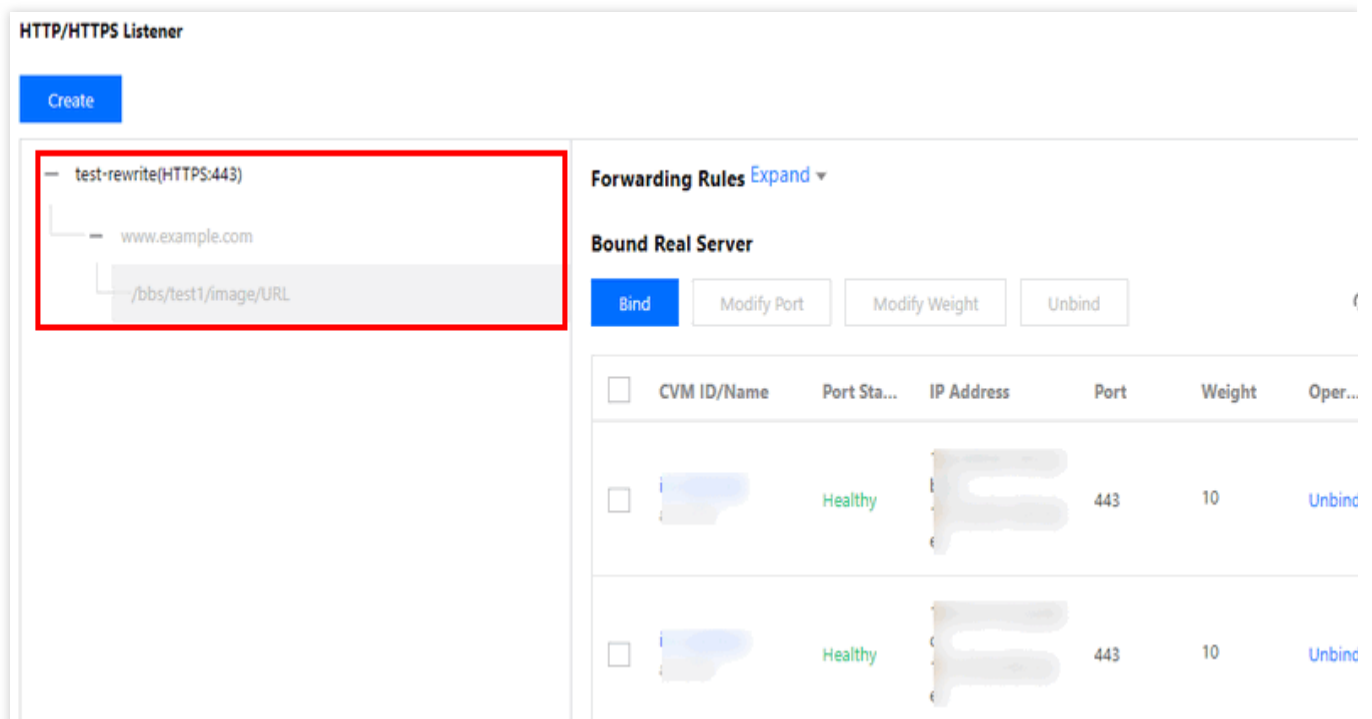 HTTP/HTTPS Listener
Create
test-rewrite(HTTPS:443)
www.example.com
/bbs/test1/image/URL
Forwarding Rules Expand
Bound Real Server
Bind Modify Port Modify Weight Unbind
CVM ID/Name Port Sta... IP Address Port Weight Oper...
Healthy 443 10 Unbind
Healthy 443 10 Unbind